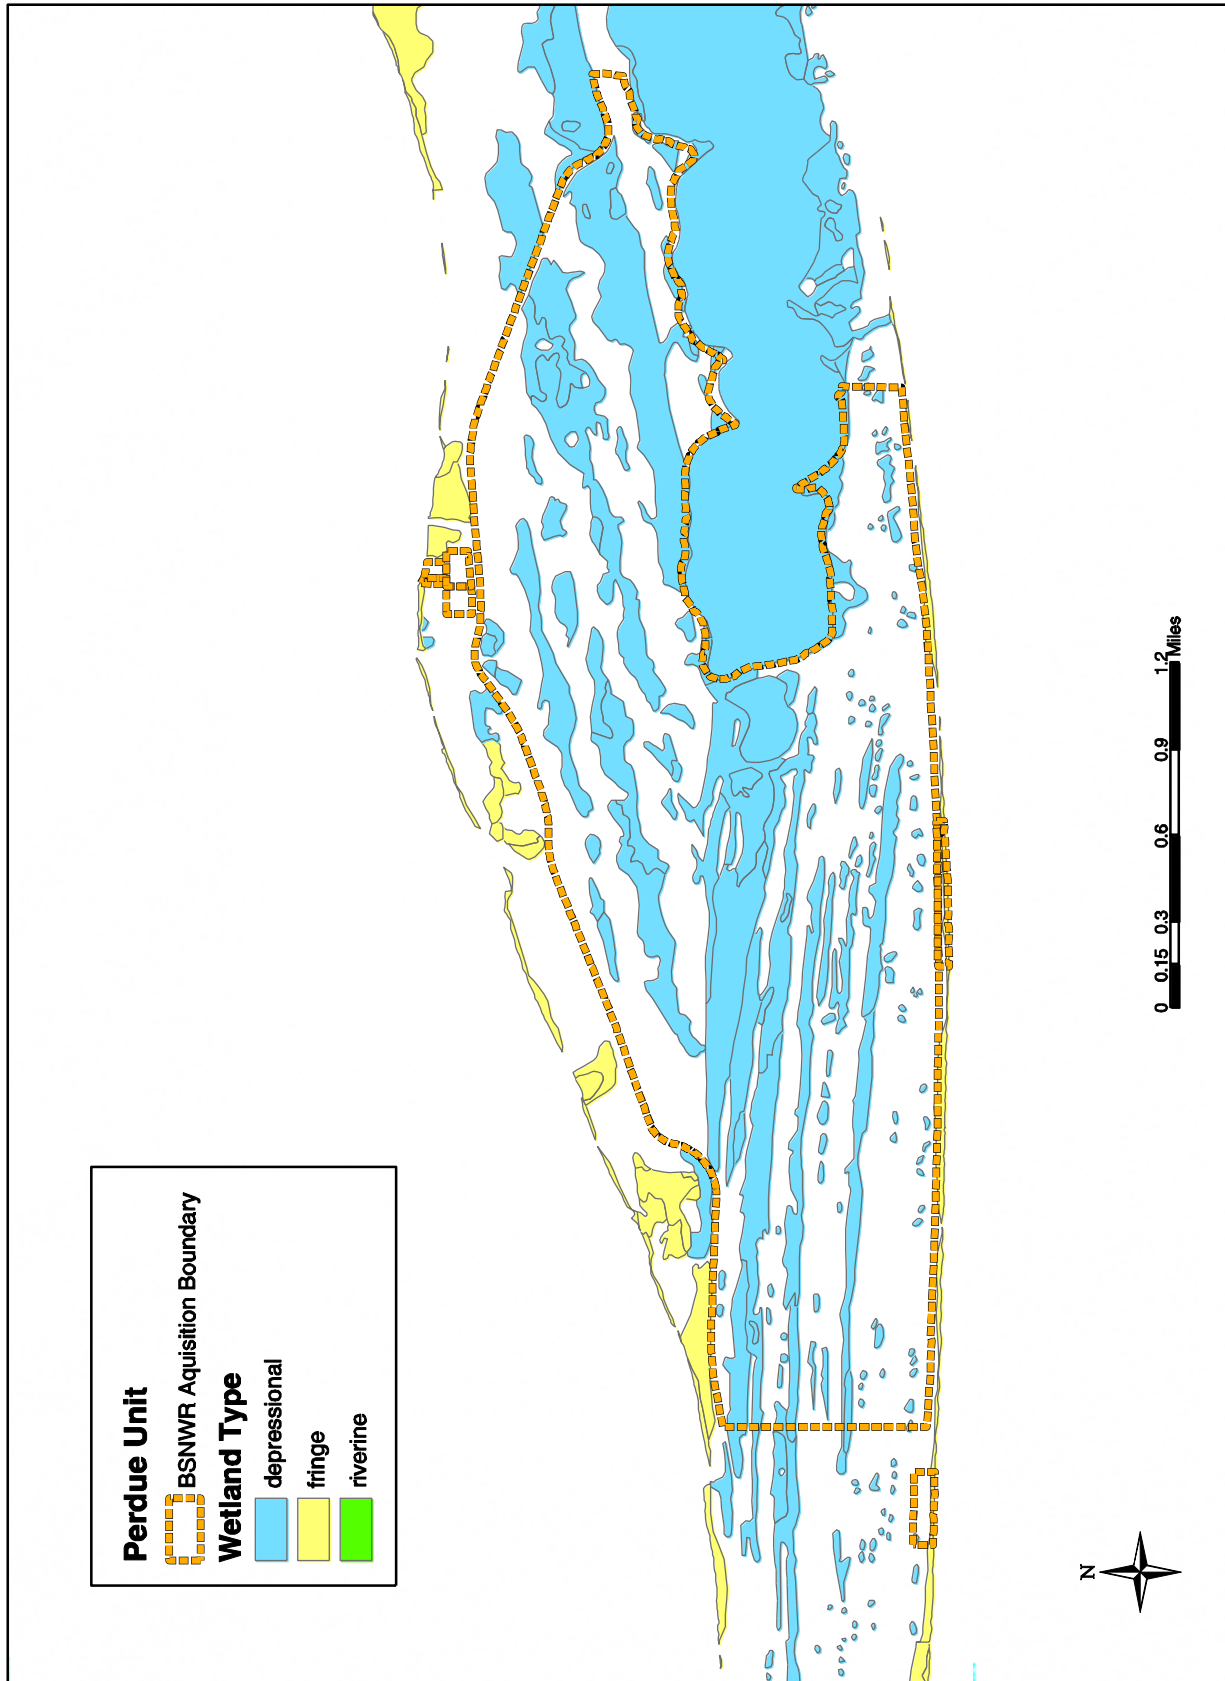 Perdue Unit
BSNWR Aquisition Boundary
Wetland Type
depressional
fringe
riverine
N
0 0.15 0.3 0.6 0.9 1.2
Miles